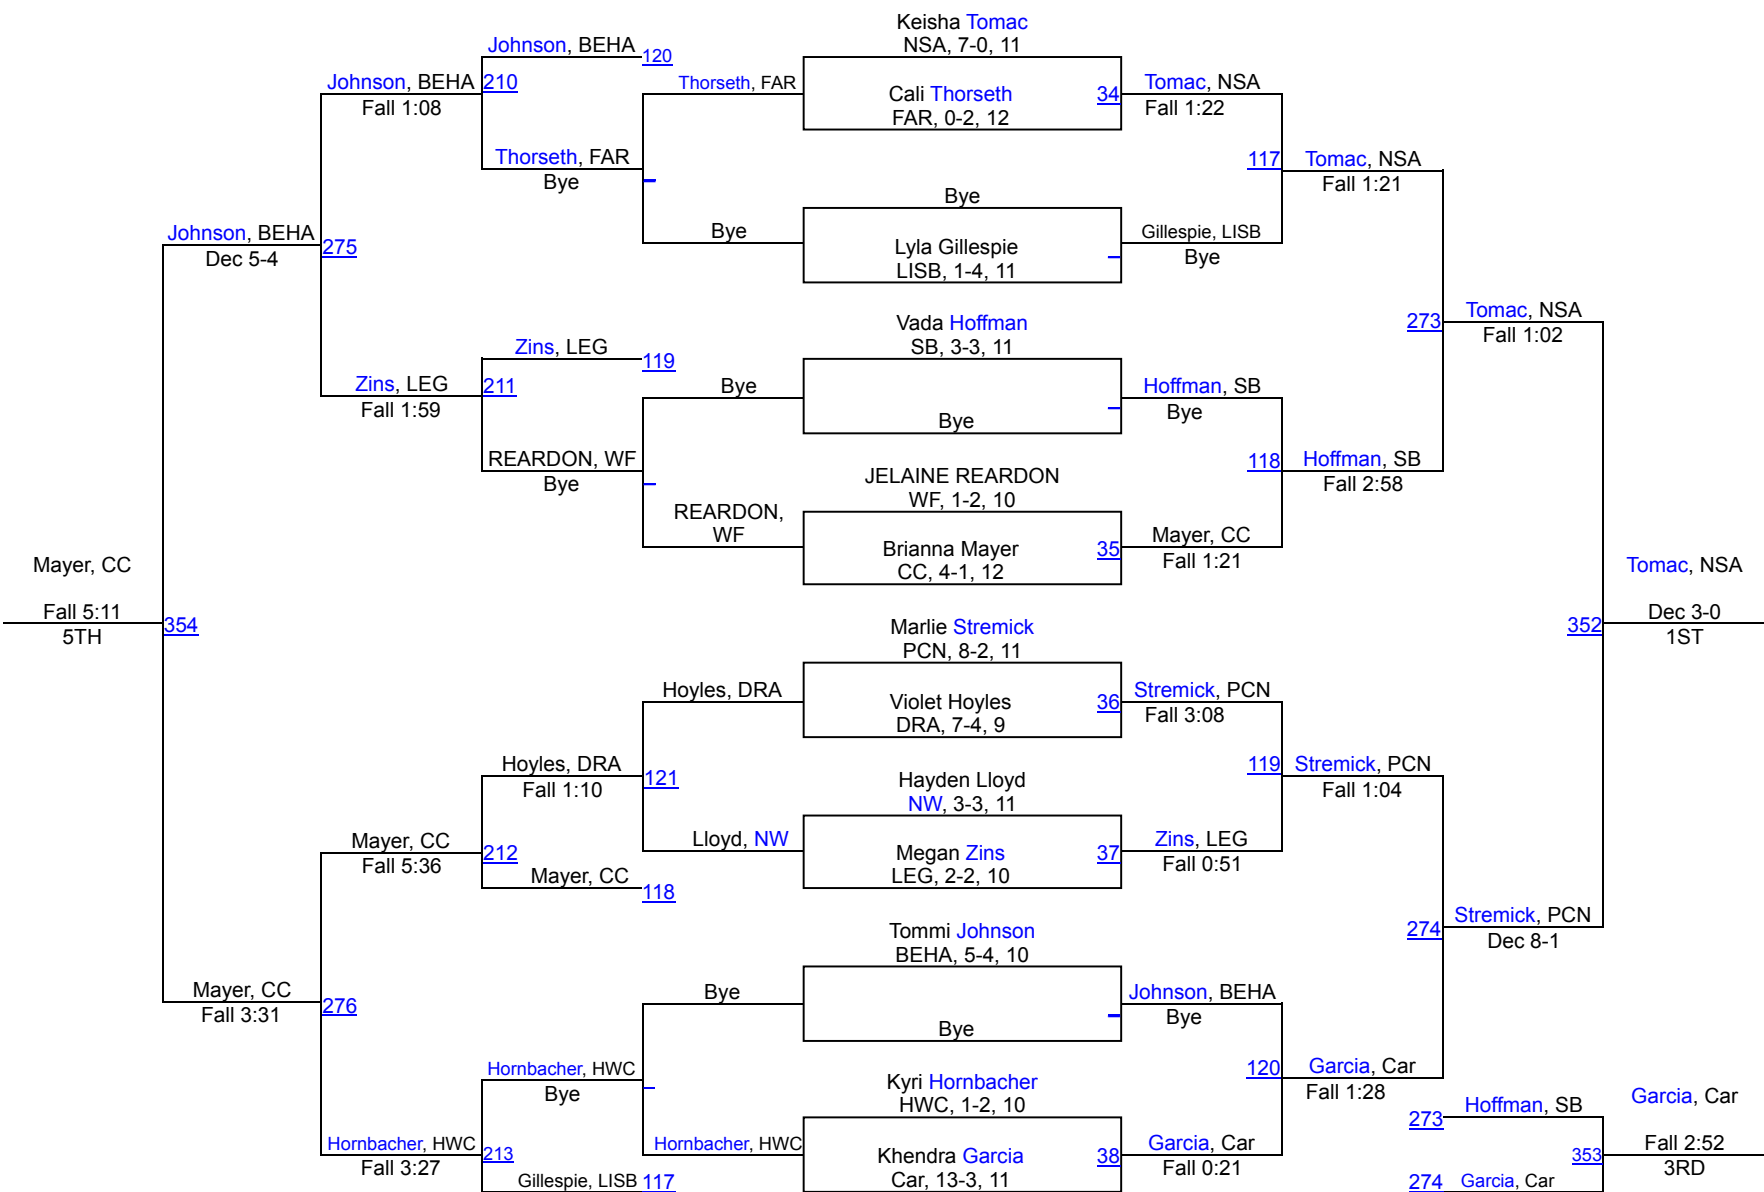 Keisha Tomac
NSA, 7-0, 11
Johnson, BEHA
120
Johnson, BEHA
210
Fall 1:08
Thorseth, FAR
Cali Thorseth
FAR, 0-2, 12
34
Tomac, NSA
Fall 1:22
Thorseth, FAR
Bye
117
Tomac, NSA
Fall 1:21
Bye
Johnson, BEHA
Dec 5-4
275
Bye
Lyla Gillespie
LISB, 1-4, 11
Gillespie, LISB
Bye
Vada Hoffman
SB, 3-3, 11
273
Tomac, NSA
Fall 1:02
Zins, LEG
119
Zins, LEG
211
Fall 1:59
Bye
Bye
Hoffman, SB
Bye
REARDON, WF
Bye
118
Hoffman, SB
Fall 2:58
JELAINE REARDON
WF, 1-2, 10
REARDON,
WF
Brianna Mayer
CC, 4-1, 12
35
Mayer, CC
Fall 1:21
Mayer, CC
Fall 5:11
5TH
354
Tomac, NSA
352
Dec 3-0
1ST
Marlie Stremick
PCN, 8-2, 11
Hoyles, DRA
Violet Hoyles
DRA, 7-4, 9
36
Stremick, PCN
Fall 3:08
Hoyles, DRA
Fall 1:10
121
119
Stremick, PCN
Fall 1:04
Hayden Lloyd
NW, 3-3, 11
Mayer, CC
Fall 5:36
212
Lloyd, NW
Megan Zins
LEG, 2-2, 10
37
Zins, LEG
Fall 0:51
Mayer, CC
118
Tommi Johnson
BEHA, 5-4, 10
274
Stremick, PCN
Dec 8-1
Mayer, CC
Fall 3:31
276
Bye
Bye
Johnson, BEHA
Bye
Hornbacher, HWC
Bye
120
Garcia, Car
Fall 1:28
Kyri Hornbacher
HWC, 1-2, 10
273
Hoffman, SB
Garcia, Car
Hornbacher, HWC
Fall 3:27
213
Hornbacher, HWC
Khendra Garcia
Car, 13-3, 11
38
Garcia, Car
Fall 0:21
353
Fall 2:52
3RD
Gillespie, LISB
117
274
Garcia, Car